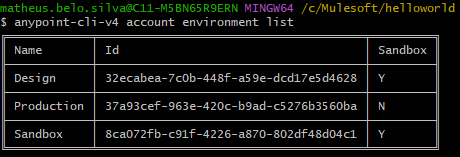 matheus.belo.silva@C11-M5BN65R9ERN MINGW64 /c/Mulesoft/helloworld
$ anypoint-cli-v4 account environment list
Name Id Sandbox
Design 32ecabea-7c0b-448f-a59e-dcd17e5d4628 Y
Production 37a93cef-963e-420c-b9ad-c5276b3560ba N
Sandbox 8ca072fb-c91f-4226-a870-802df48d04c1 Y